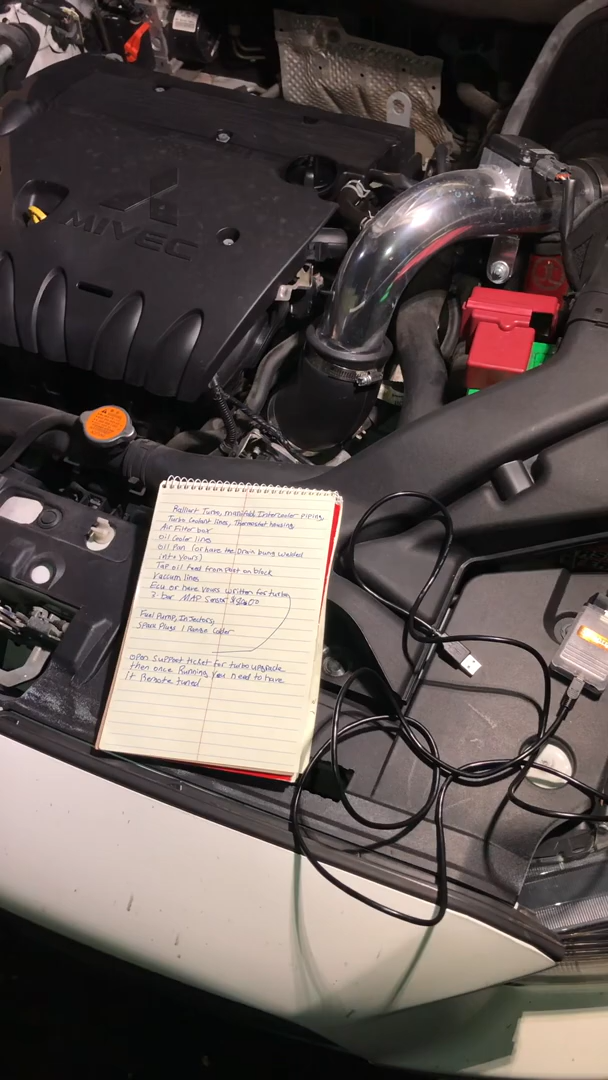 MIVEC
Ralliart Turbo, manifold, Intercooler piping,
Turbo Coolant lines, Thermostat housing
Air Filter box
Oil Cooler lines
Oil Pan (or have the Drain bung welded
into yours)
Tap oil feed from port on block
Vacuum lines
Ecu or have yours written for turbo
3 bar MAP Sensor
Fuel Pump, Injectors,
Spark Plugs 1 Range Colder
Open Support ticket for turbo upgrade
then once Running you need to have
it Remote tuned